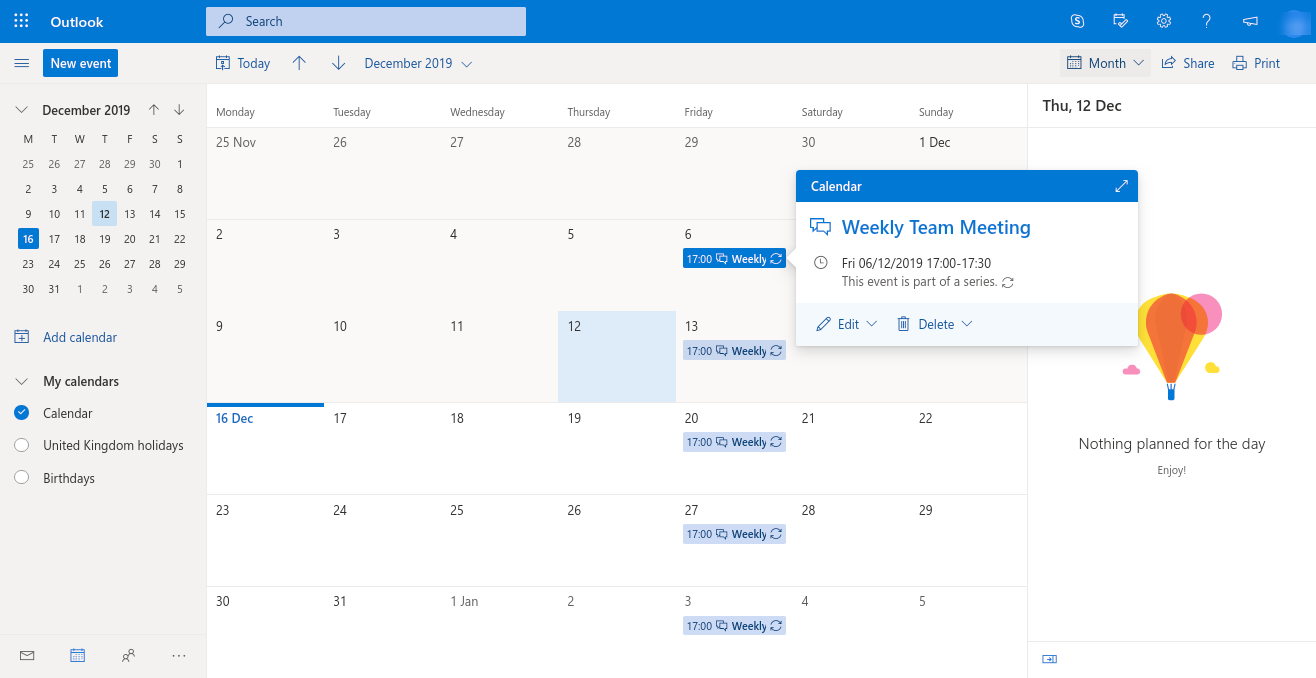 Outlook
Search
New event
Today
December 2019
Month
Share
Print
December 2019
M T W T F S S
25 26 27 28 29 30 1
2 3 4 5 6 7 8
9 10 11 12 13 14 15
16 17 18 19 20 21 22
23 24 25 26 27 28 29
30 31 1 2 3 4 5
Add calendar
My calendars
Calendar
United Kingdom holidays
Birthdays
Monday Tuesday Wednesday Thursday Friday Saturday Sunday
25 Nov 26 27 28 29 30 1 Dec
2 3 4 5 6
17:00 Weekly
9 10 11 12 13
17:00 Weekly
16 Dec 17 18 19 20 21 22
17:00 Weekly
23 24 25 26 27 28 29
17:00 Weekly
30 31 1 Jan 2 3 4 5
17:00 Weekly
Calendar
Weekly Team Meeting
Fri 06/12/2019 17:00-17:30
This event is part of a series.
Edit
Delete
Thu, 12 Dec
Nothing planned for the day
Enjoy!